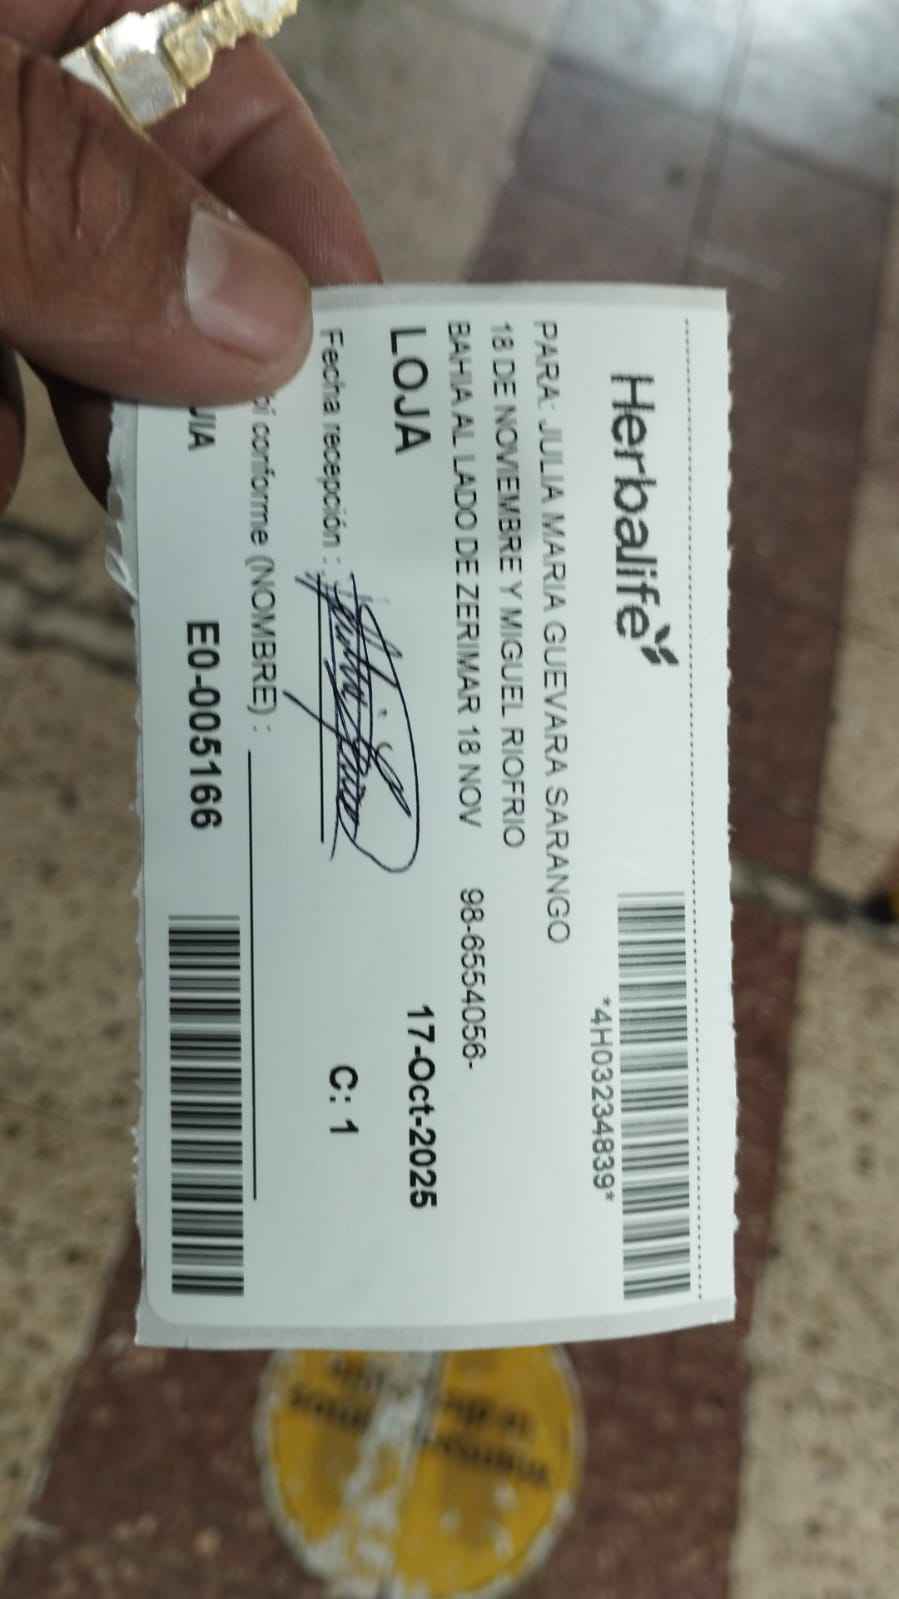 Herbalife
*4H03234839*
PARA: JULIA MARIA GUEVARA SARANGO
18 DE NOVIEMBRE Y MIGUEL RIOFRIO
BAHIA AL LADO DE ZERIMAR 18 NOV 98-6554056-
LOJA 17-Oct-2025
Fecha recepción : C: 1
conforme (NOMBRE) :
E0-005166